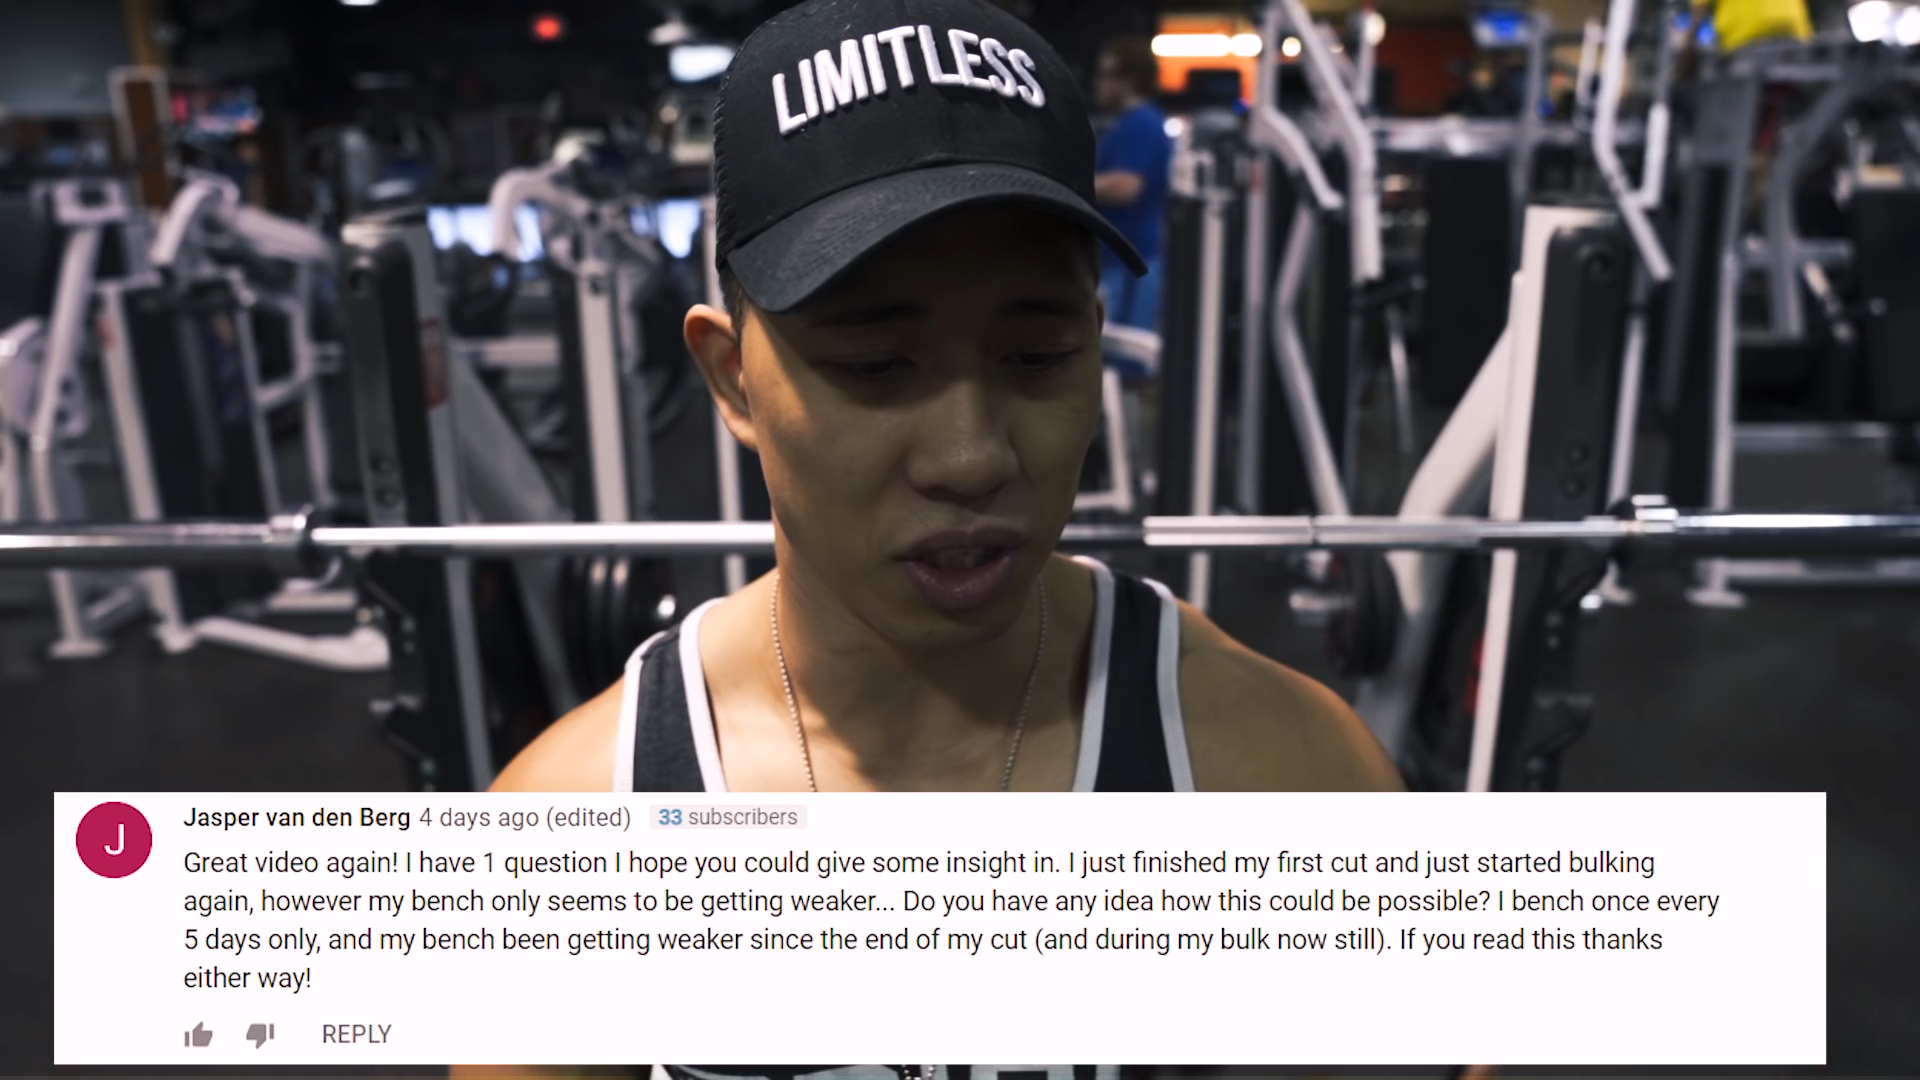 LIMITLESS
J
Jasper van den Berg 4 days ago (edited) 33 subscribers
Great video again! I have 1 question I hope you could give some insight in. I just finished my first cut and just started bulking
again, however my bench only seems to be getting weaker... Do you have any idea how this could be possible? I bench once every
5 days only, and my bench been getting weaker since the end of my cut (and during my bulk now still). If you read this thanks
either way!
REPLY